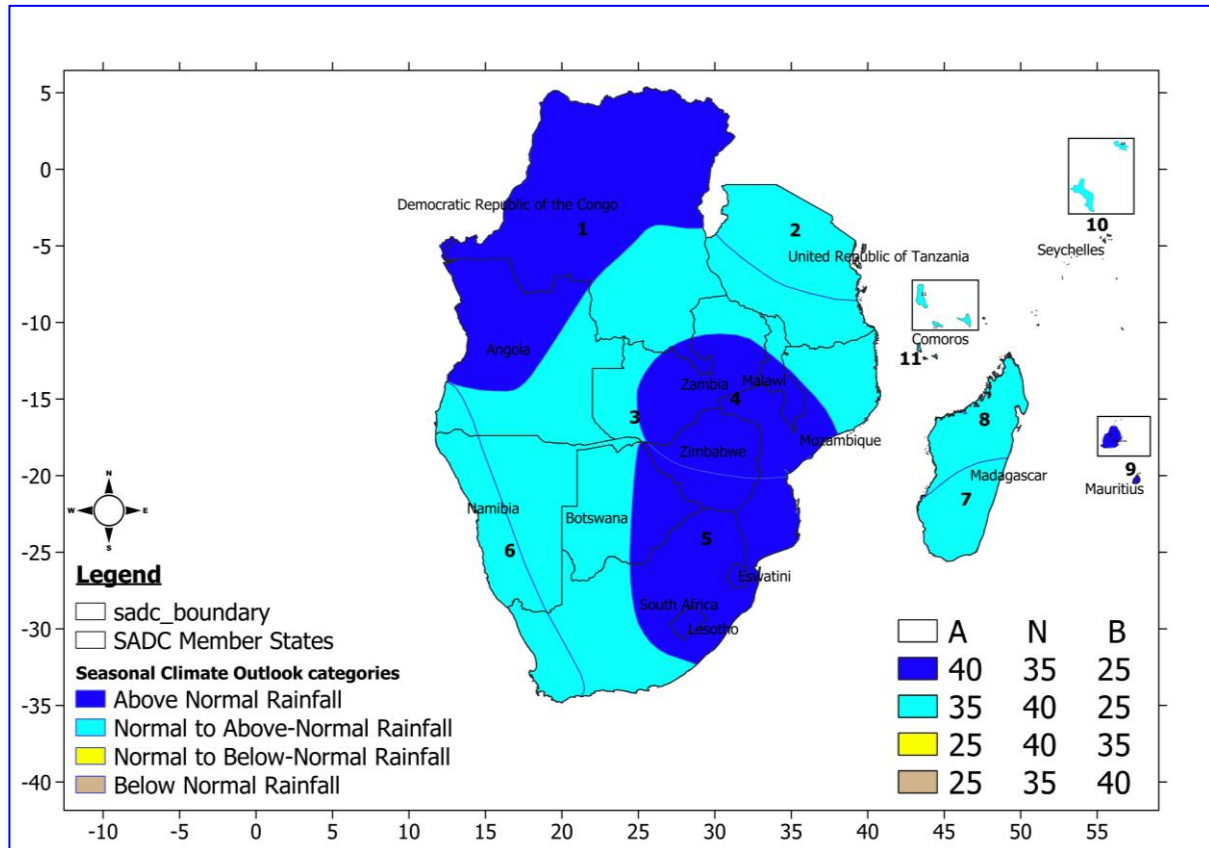 5
0
-5
-10
-15
-20
-25
-30
-35
-40
-10
-5
0
5
10
15
20
25
30
35
40
45
50
55
Democratic Republic of the Congo
1
2
United Republic of Tanzania
10
Seychelles
Comoros
11
Angola
Zambia
Malawi
4
3
Mozambique
Zimbabwe
8
Madagascar
7
9
Mauritius
Namibia
Botswana
6
5
Eswatini
South Africa
Lesotho
N
W
E
S
Legend
sadc_boundary
SADC Member States
Seasonal Climate Outlook categories
Above Normal Rainfall
Normal to Above-Normal Rainfall
Normal to Below-Normal Rainfall
Below Normal Rainfall
A N B
40 35 25
35 40 25
25 40 35
25 35 40